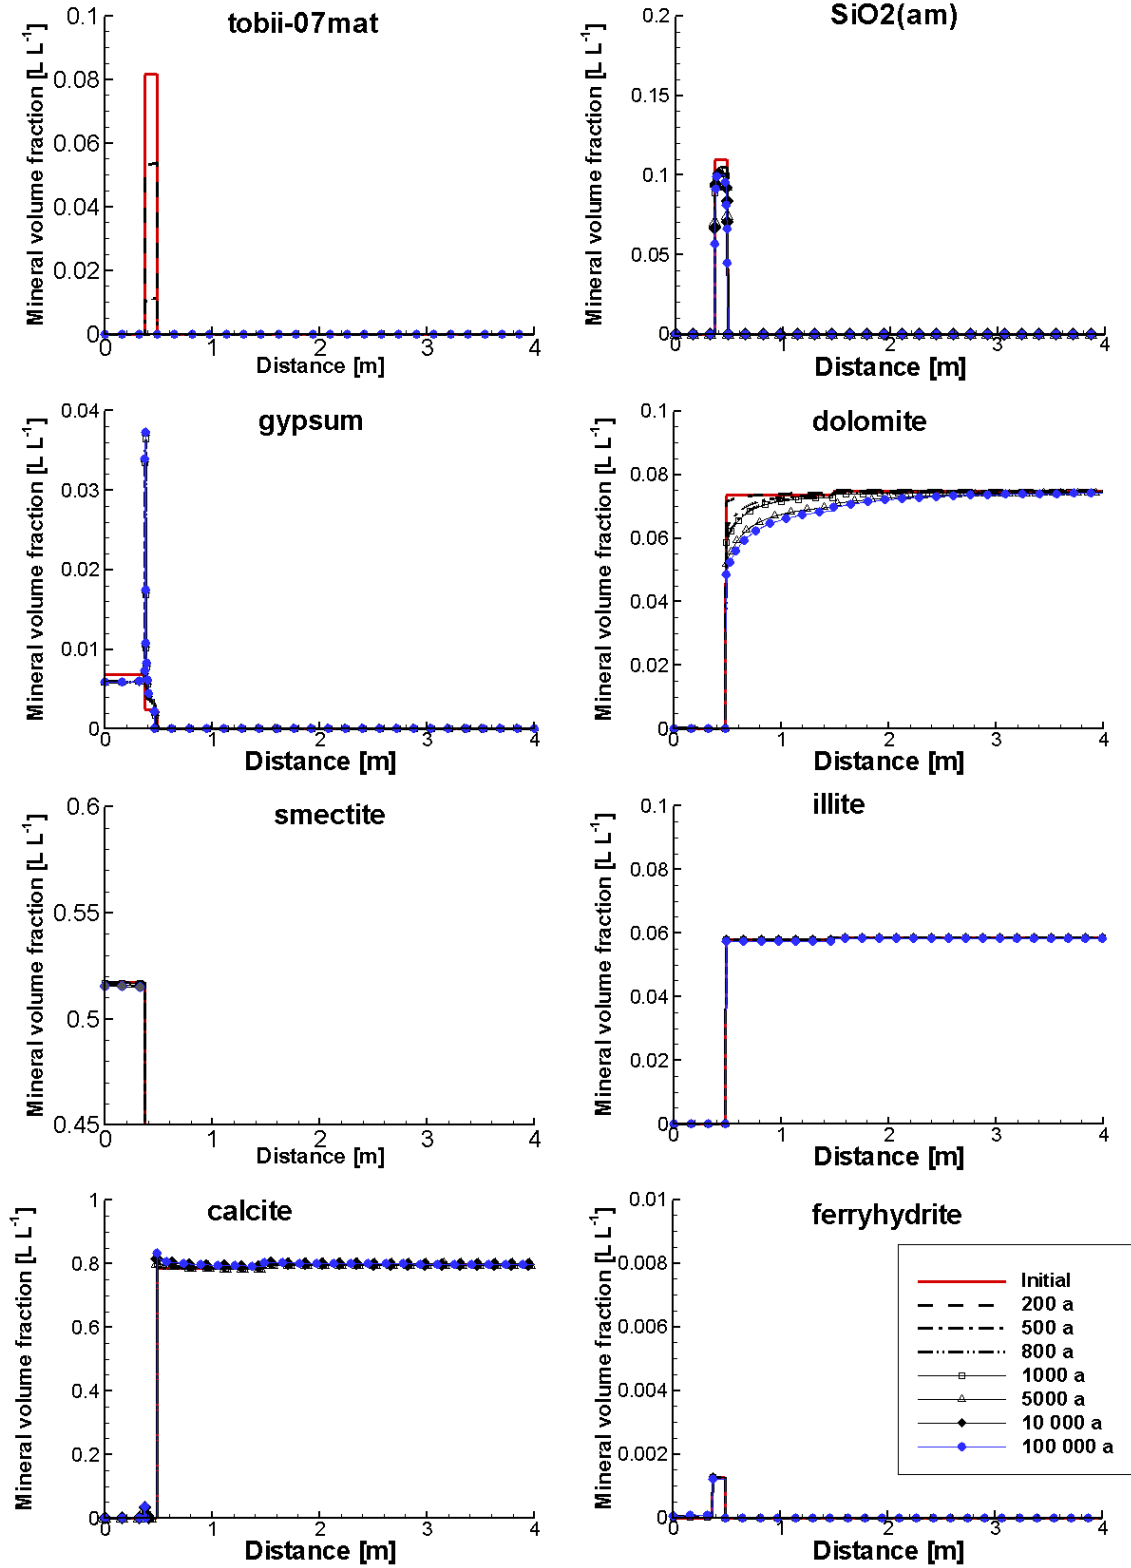 tobii-07mat
Mineral volume fraction [L L-1]
0.1
0.08
0.06
0.04
0.02
0
0 1 2 3 4
Distance [m]
SiO2(am)
Mineral volume fraction [L L-1]
0.2
0.15
0.1
0.05
0
0 1 2 3 4
Distance [m]
gypsum
Mineral volume fraction [L L-1]
0.04
0.03
0.02
0.01
0
0 1 2 3 4
Distance [m]
dolomite
Mineral volume fraction [L L-1]
0.1
0.08
0.06
0.04
0.02
0
0 1 2 3 4
Distance [m]
smectite
Mineral volume fraction [L L-1]
0.6
0.55
0.5
0.45
0 1 2 3 4
Distance [m]
illite
Mineral volume fraction [L L-1]
0.1
0.08
0.06
0.04
0.02
0
0 1 2 3 4
Distance [m]
calcite
Mineral volume fraction [L L-1]
1
0.8
0.6
0.4
0.2
0
0 1 2 3 4
Distance [m]
ferryhydrite
Mineral volume fraction [L L-1]
0.01
0.008
0.006
0.004
0.002
0
0 1 2 3 4
Distance [m]
Initial
200 a
500 a
800 a
1000 a
5000 a
10 000 a
100 000 a